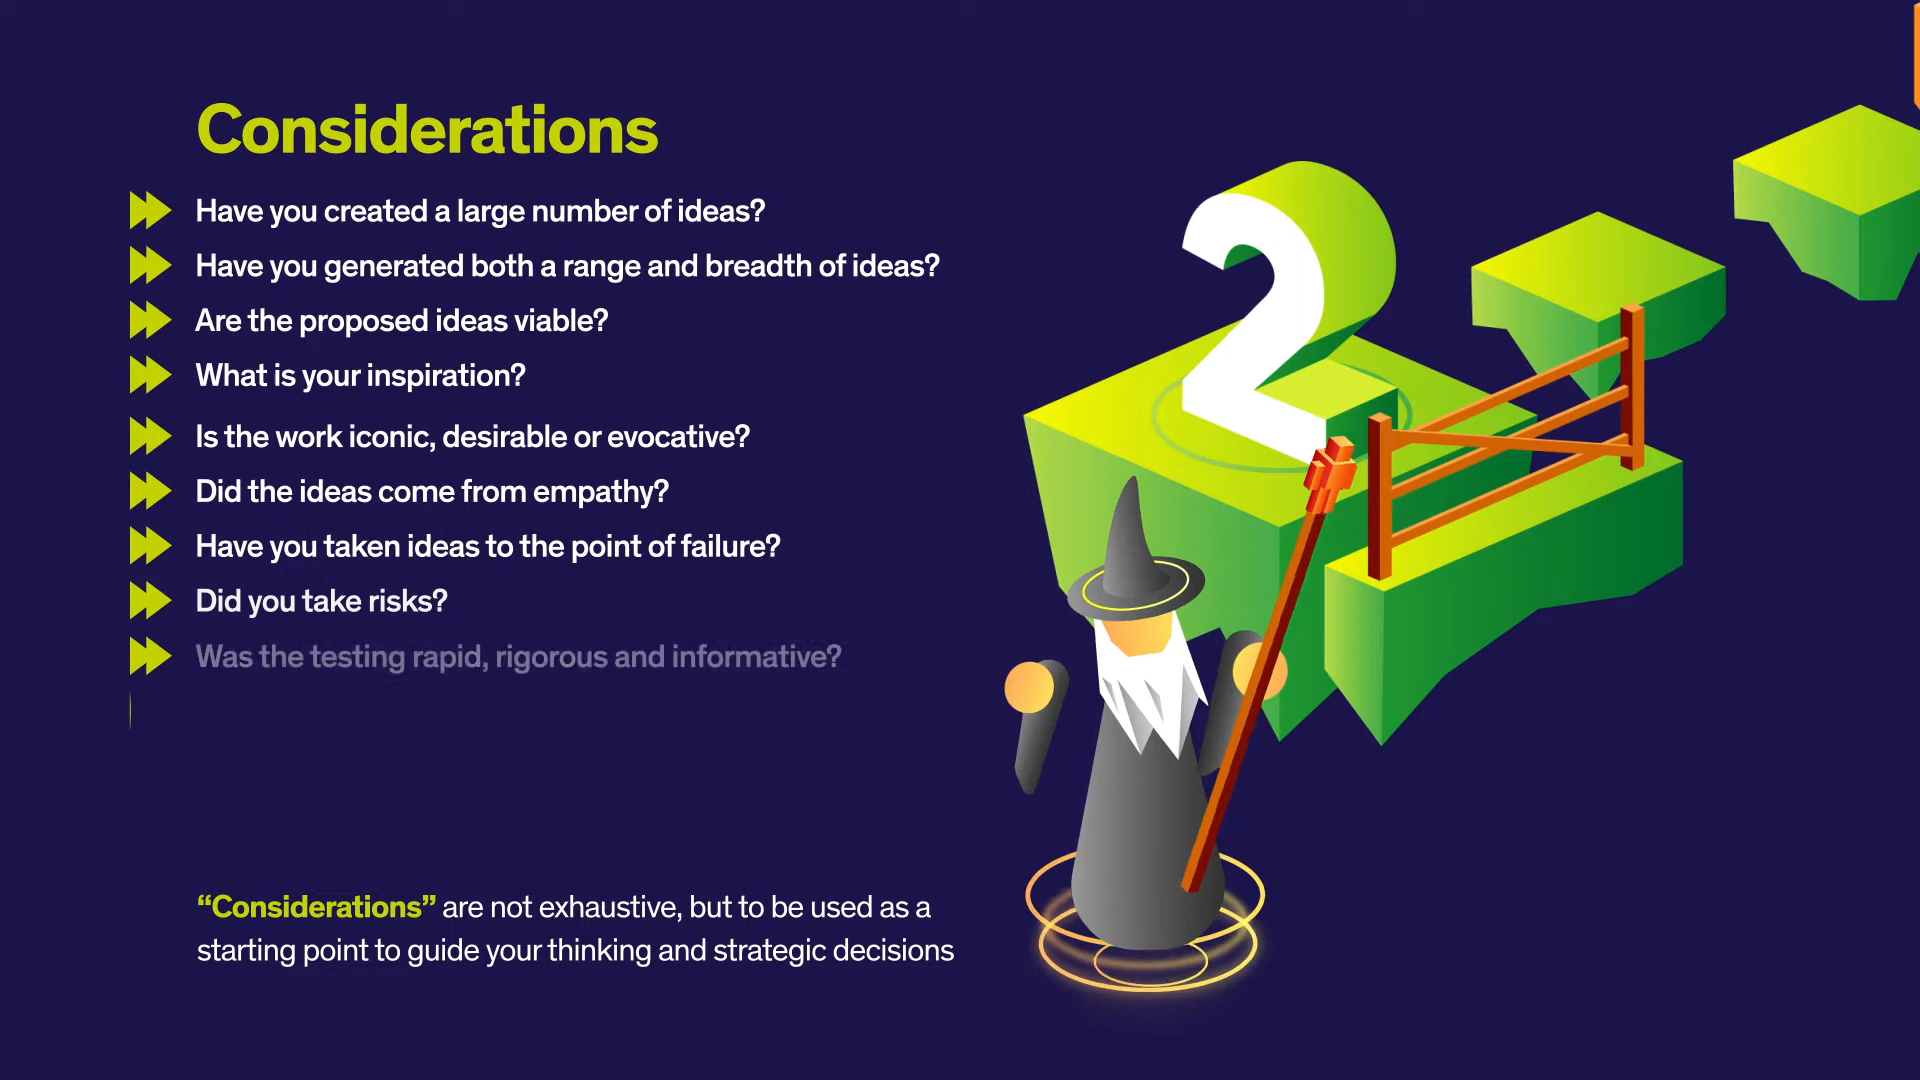 Considerations
Have you created a large number of ideas?
Have you generated both a range and breadth of ideas?
Are the proposed ideas viable?
What is your inspiration?
Is the work iconic, desirable or evocative?
Did the ideas come from empathy?
Have you taken ideas to the point of failure?
Did you take risks?
Was the testing rapid, rigorous and informative?
“Considerations” are not exhaustive, but to be used as a
starting point to guide your thinking and strategic decisions
2